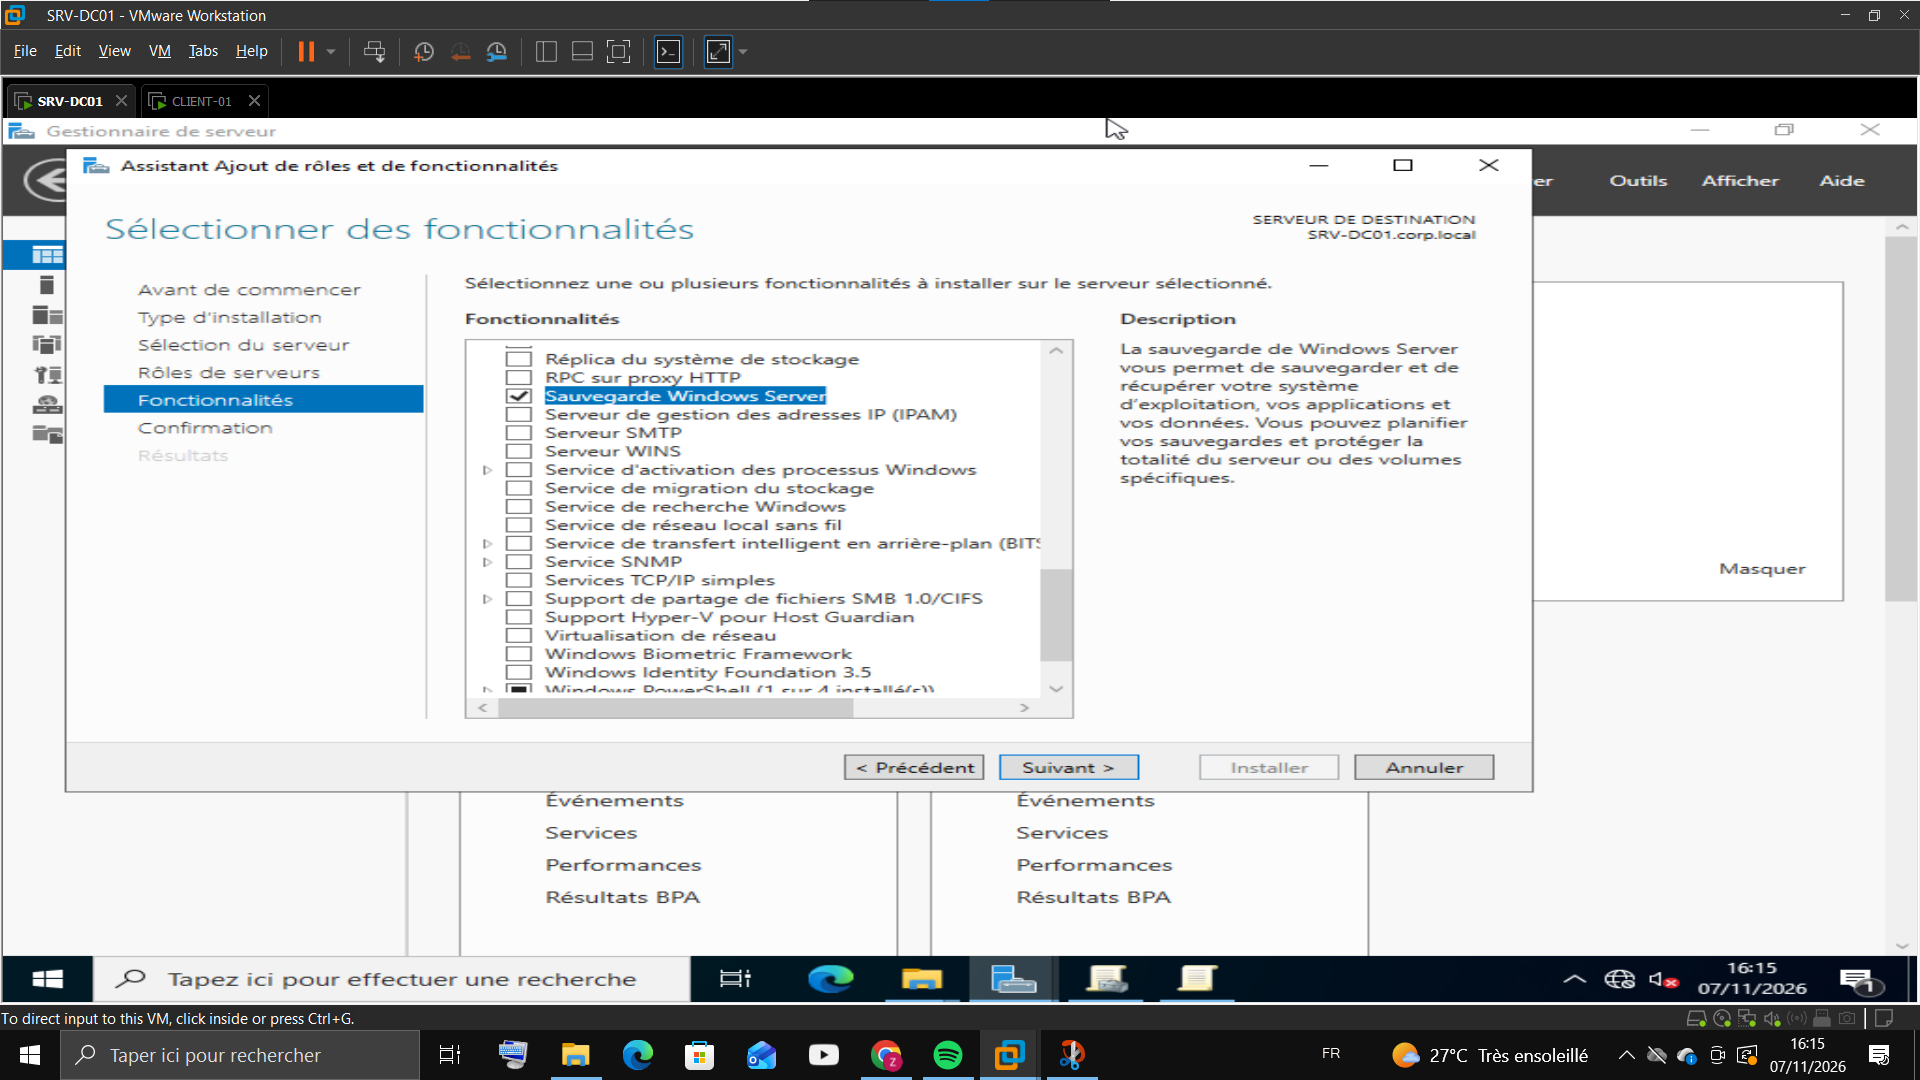 SRV-DC01 - VMware Workstation
File Edit View VM Tabs Help
SRV-DC01 CLIENT-01
Gestionnaire de serveur
Assistant Ajout de rôles et de fonctionnalités
Outils Afficher Aide
Sélectionner des fonctionnalités
SERVEUR DE DESTINATION
SRV-DC01.corp.local
Avant de commencer
Type d'installation
Sélection du serveur
Rôles de serveurs
Fonctionnalités
Confirmation
Résultats
Sélectionnez une ou plusieurs fonctionnalités à installer sur le serveur sélectionné.
Fonctionnalités
Réplica du système de stockage
RPC sur proxy HTTP
Sauvegarde Windows Server
Serveur de gestion des adresses IP (IPAM)
Serveur SMTP
Serveur WINS
Service d'activation des processus Windows
Service de migration du stockage
Service de recherche Windows
Service de réseau local sans fil
Service de transfert intelligent en arrière-plan (BITS
Service SNMP
Services TCP/IP simples
Support de partage de fichiers SMB 1.0/CIFS
Support Hyper-V pour Host Guardian
Virtualisation de réseau
Windows Biometric Framework
Windows Identity Foundation 3.5
Windows PowerShell (1 sur 4 installé(s))
Description
La sauvegarde de Windows Server
vous permet de sauvegarder et de
récupérer votre système
d'exploitation, vos applications et
vos données. Vous pouvez planifier
vos sauvegardes et protéger la
totalité du serveur ou des volumes
spécifiques.
Masquer
< Précédent Suivant > Installer Annuler
Événements
Services
Performances
Résultats BPA
Événements
Services
Performances
Résultats BPA
Tapez ici pour effectuer une recherche
16:15
07/11/2026
1
To direct input to this VM, click inside or press Ctrl+G.
Taper ici pour rechercher
FR
27°C Très ensoleillé
16:15
07/11/2026